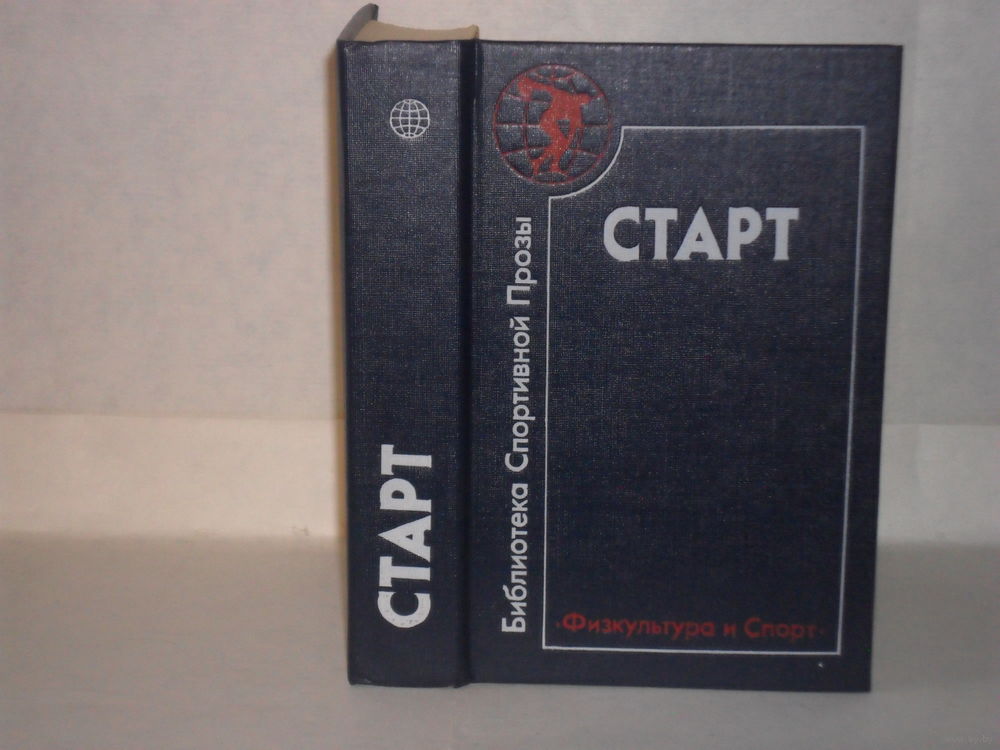 СТАРТ
Библиотека Спортивной Прозы
СТАРТ
«Физкультура и Спорт»